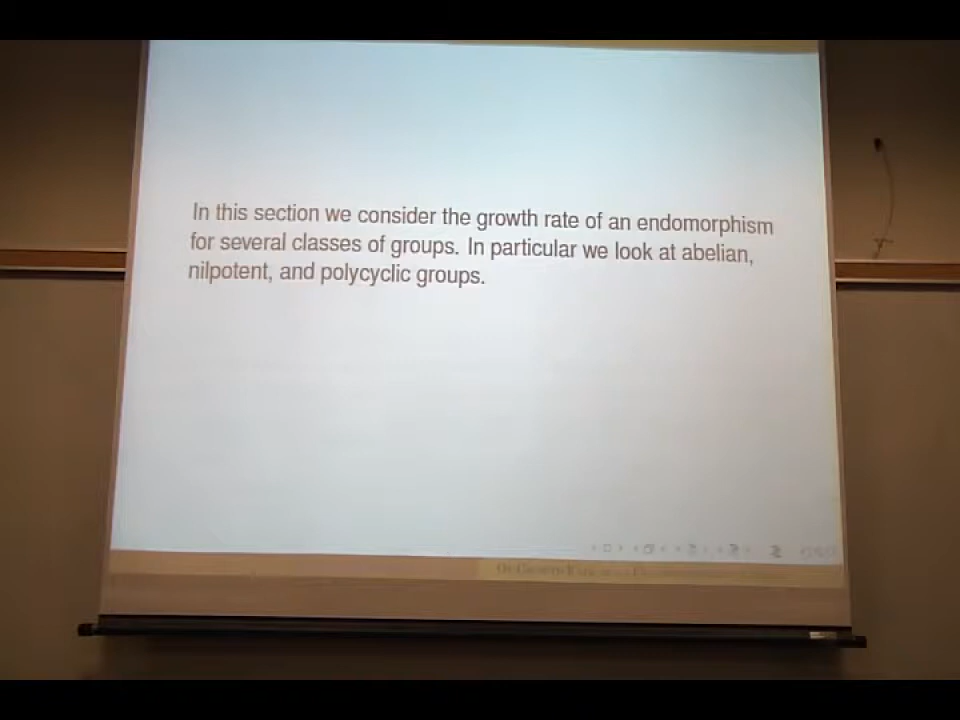 In this section we consider the growth rate of an endomorphism
for several classes of groups. In particular we look at abelian,
nilpotent, and polycyclic groups.